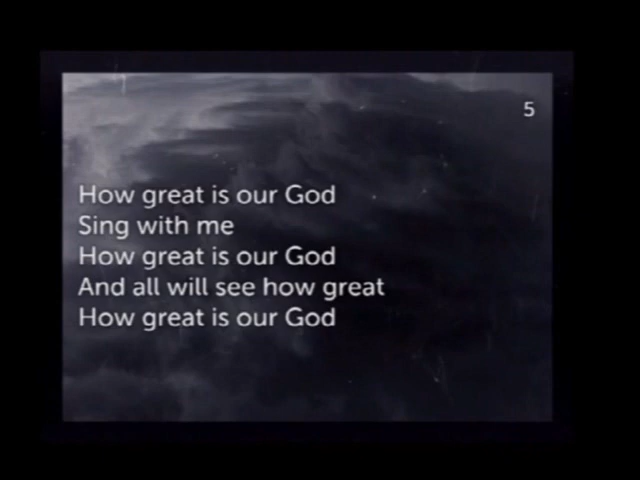 5
How great is our God
Sing with me
How great is our God
And all will see how great
How great is our God